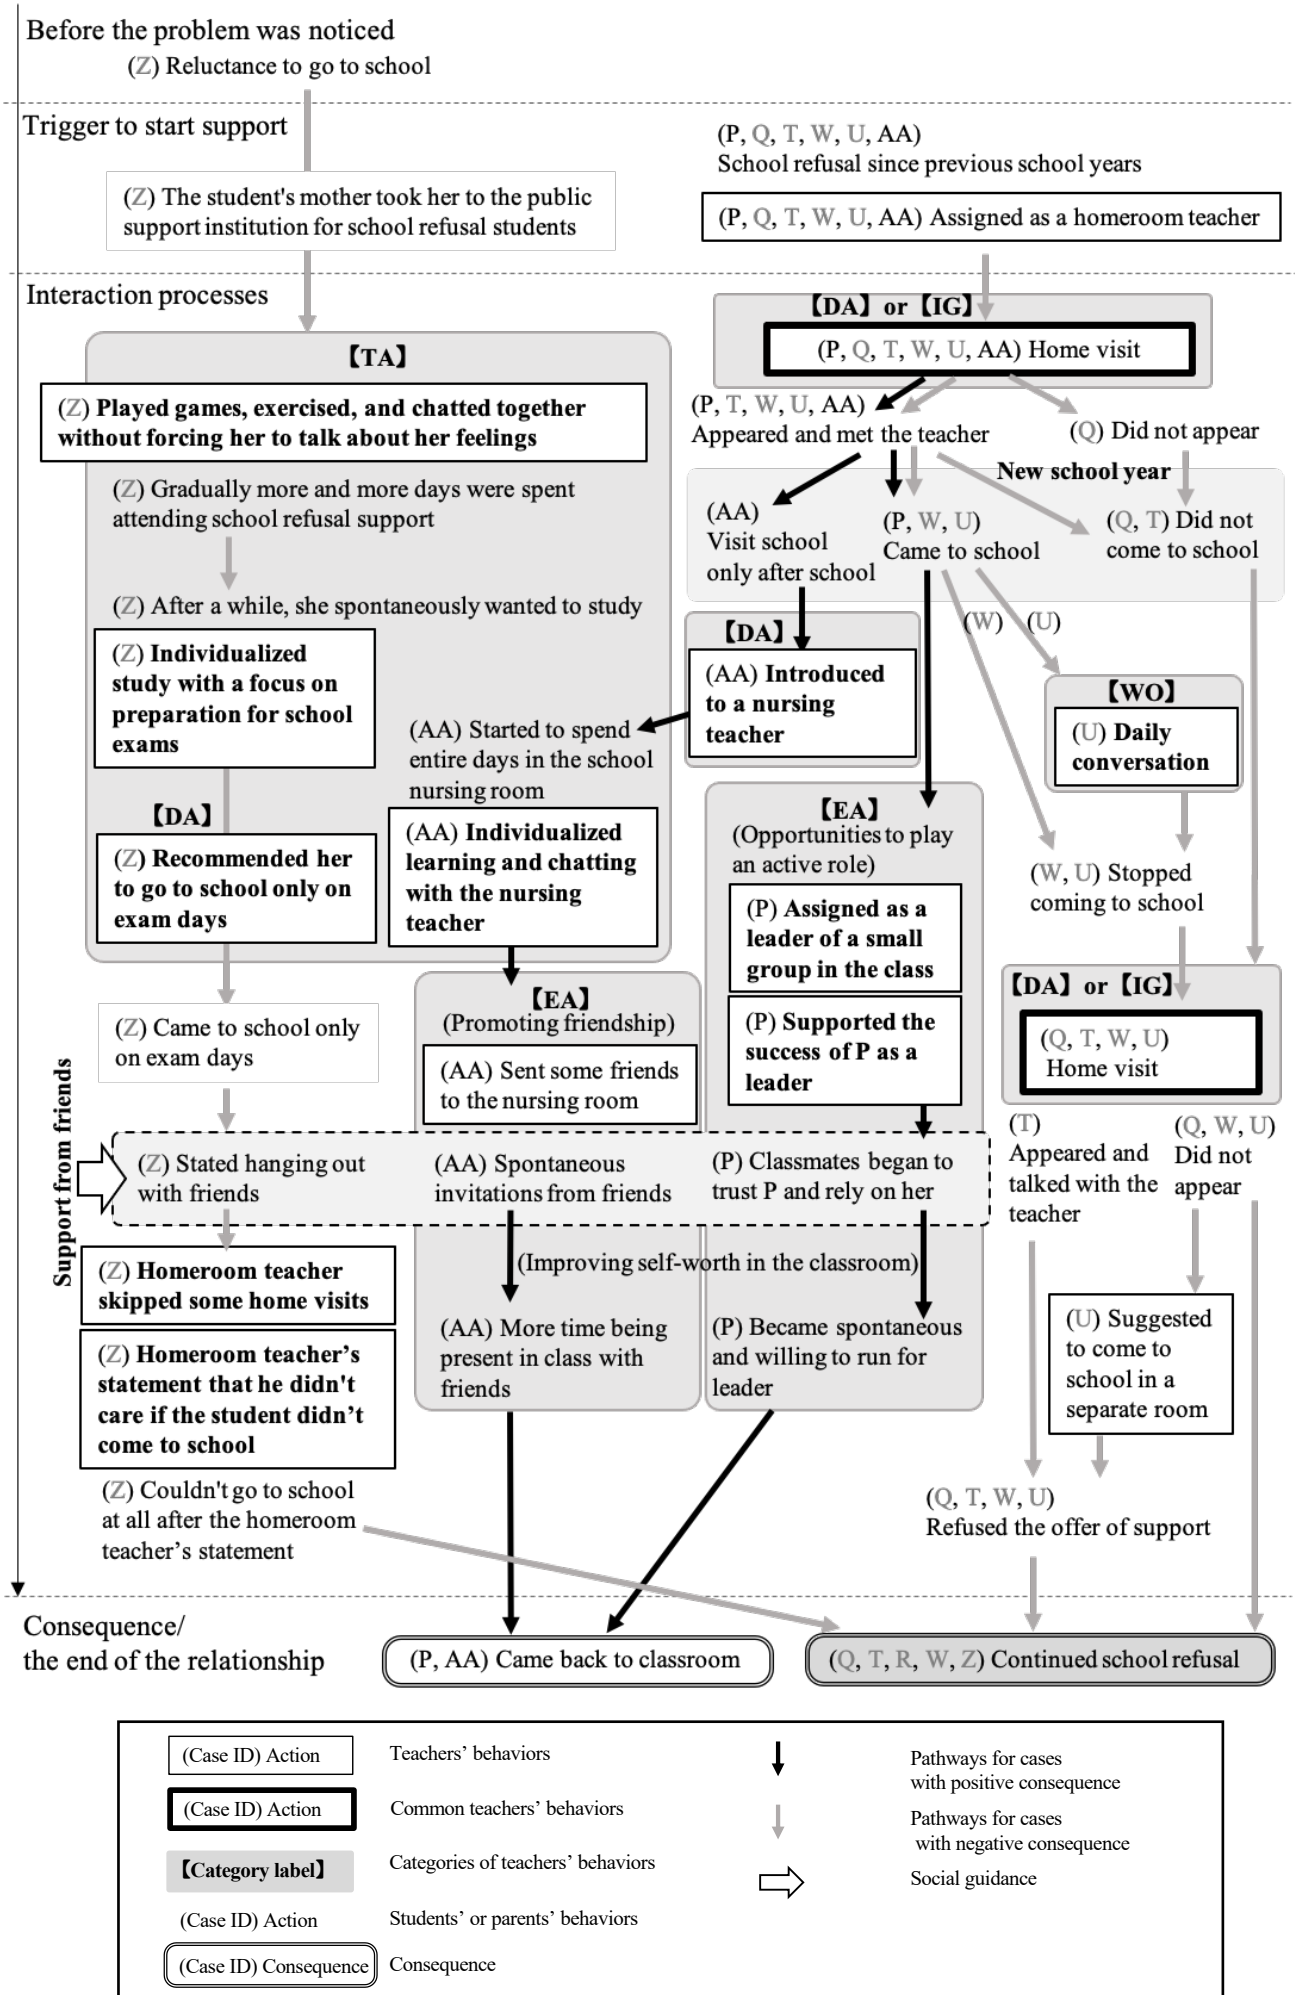 Before the problem was noticed
(Z) Reluctance to go to school
Trigger to start support
(Z) The student's mother took her to the public
support institution for school refusal students
(P, Q, T, W, U, AA)
School refusal since previous school years
(P, Q, T, W, U, AA) Assigned as a homeroom teacher
Interaction processes
【DA】 or 【IG】
(P, Q, T, W, U, AA) Home visit
(P, T, W, U, AA)
Appeared and met the teacher
(Q) Did not appear
New school year
(AA)
Visit school
only after school
(P, W, U)
Came to school
(Q, T) Did not
come to school
(W)
(U)
【TA】
(Z) Played games, exercised, and chatted together
without forcing her to talk about her feelings
(Z) Gradually more and more days were spent
attending school refusal support
(Z) After a while, she spontaneously wanted to study
(Z) Individualized
study with a focus on
preparation for school
exams
【DA】
(Z) Recommended her
to go to school only on
exam days
【DA】
(AA) Introduced
to a nursing
teacher
(AA) Started to spend
entire days in the school
nursing room
(AA) Individualized
learning and chatting
with the nursing
teacher
【WO】
(U) Daily
conversation
(W, U) Stopped
coming to school
【EA】
(Opportunities to play
an active role)
(P) Assigned as a
leader of a small
group in the class
(P) Supported the
success of P as a
leader
【EA】
(Promoting friendship)
(AA) Sent some friends
to the nursing room
(Z) Came to school only
on exam days
【DA】 or 【IG】
(Q, T, W, U)
Home visit
(T)
Appeared and
talked with the
teacher
(Q, W, U)
Did not
appear
Support from friends
(Z) Stated hanging out
with friends
(AA) Spontaneous
invitations from friends
(P) Classmates began to
trust P and rely on her
(Improving self-worth in the classroom)
(Z) Homeroom teacher
skipped some home visits
(Z) Homeroom teacher’s
statement that he didn't
care if the student didn’t
come to school
(Z) Couldn't go to school
at all after the homeroom
teacher’s statement
(AA) More time being
present in class with
friends
(P) Became spontaneous
and willing to run for
leader
(U) Suggested
to come to
school in a
separate room
(Q, T, W, U)
Refused the offer of support
Consequence/
the end of the relationship
(P, AA) Came back to classroom
(Q, T, R, W, Z) Continued school refusal
(Case ID) Action
Teachers’ behaviors
(Case ID) Action
Common teachers’ behaviors
【Category label】
Categories of teachers’ behaviors
(Case ID) Action
Students’ or parents’ behaviors
(Case ID) Consequence
Consequence
Pathways for cases
with positive consequence
Pathways for cases
with negative consequence
Social guidance